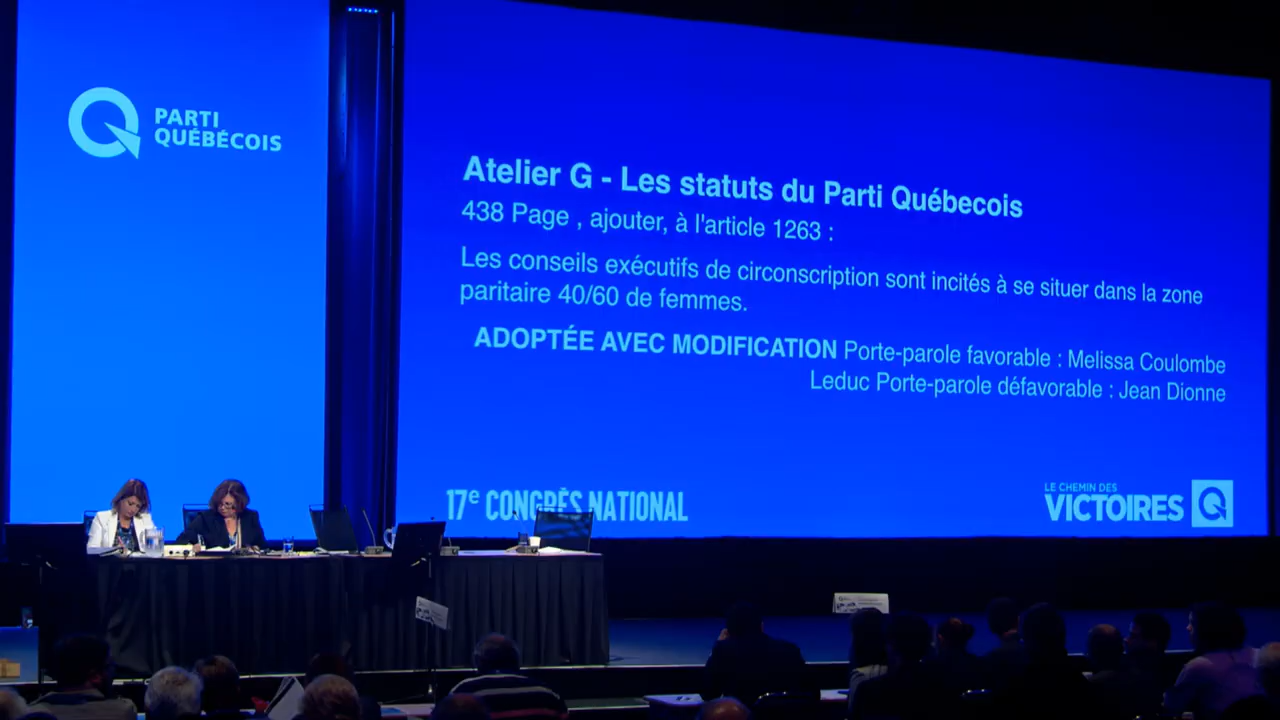 PARTI
QUÉBÉCOIS
Atelier G - Les statuts du Parti Québecois
438 Page , ajouter, à l'article 1263 :
Les conseils exécutifs de circonscription sont incités à se situer dans la zone
paritaire 40/60 de femmes.
ADOPTÉE AVEC MODIFICATION Porte-parole favorable : Melissa Coulombe
Leduc Porte-parole défavorable : Jean Dionne
17e CONGRÈS NATIONAL
LE CHEMIN DES
VICTOIRES